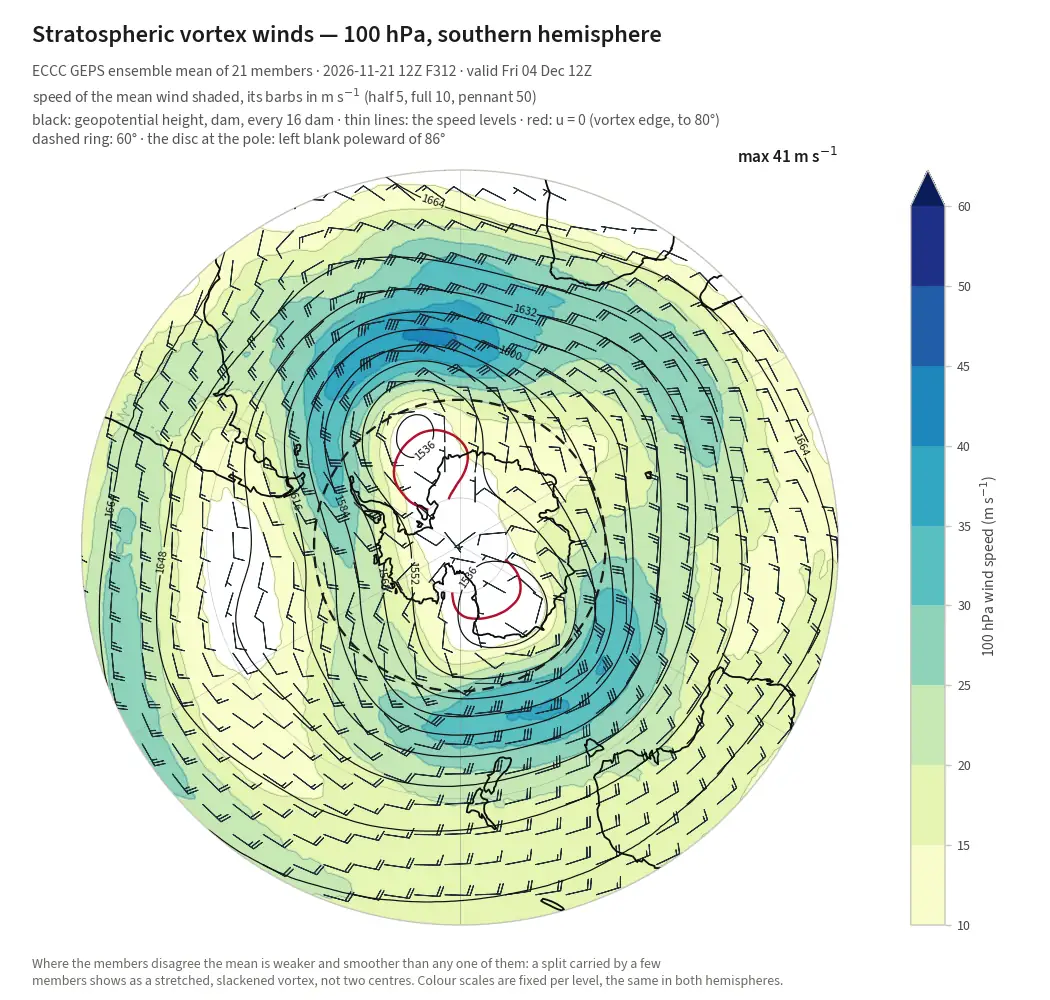 Stratospheric vortex winds — 100 hPa, southern hemisphere
ECCC GEPS ensemble mean of 21 members · 2026-11-21 12Z F312 · valid Fri 04 Dec 12Z
speed of the mean wind shaded, its barbs in m s⁻¹ (half 5, full 10, pennant 50)
black: geopotential height, dam, every 16 dam · thin lines: the speed levels · red: u = 0 (vortex edge, to 80°)
dashed ring: 60° · the disc at the pole: left blank poleward of 86°
max 41 m s⁻¹
1664
1632
1600
1536
1664
1616
1584
1648
1552
1536
60
50
45
40
35
30
25
20
15
10
100 hPa wind speed (m s⁻¹)
Where the members disagree the mean is weaker and smoother than any one of them: a split carried by a few
members shows as a stretched, slackened vortex, not two centres. Colour scales are fixed per level, the same in both hemispheres.